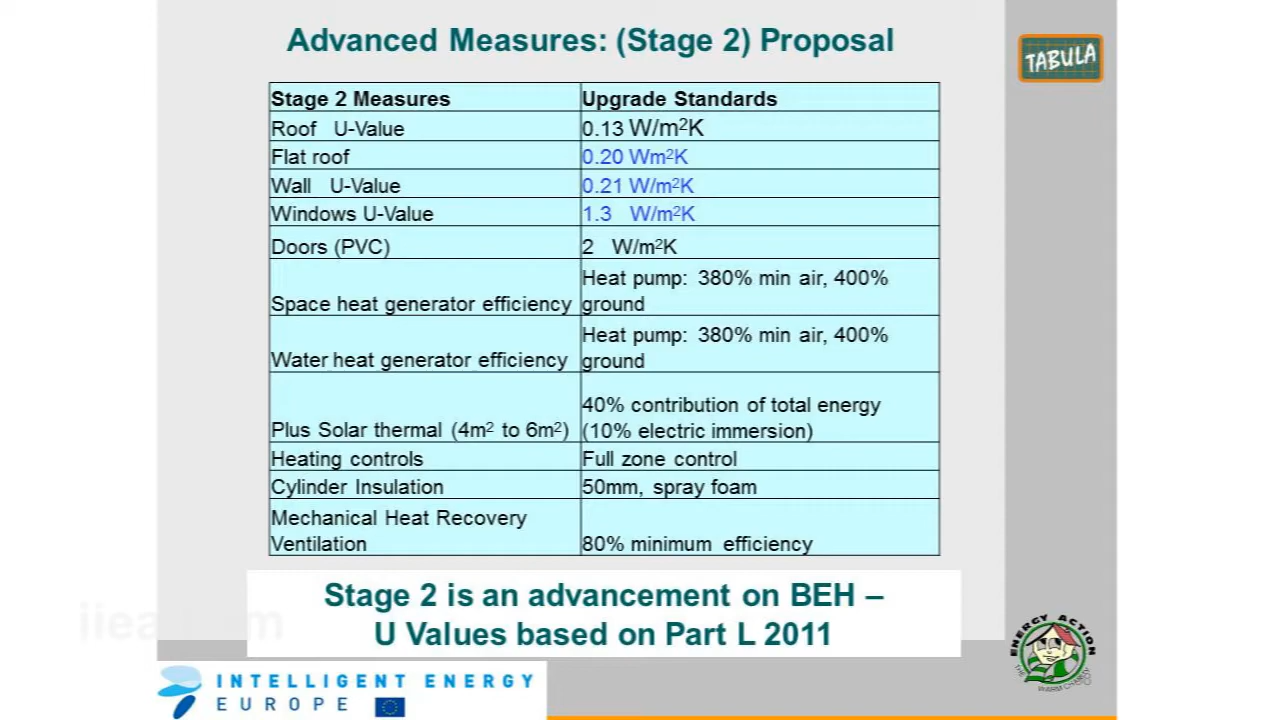 Advanced Measures: (Stage 2) Proposal
TABULA
Stage 2 Measures
Upgrade Standards
Roof U-Value
0.13 W/m²K
Flat roof
0.20 Wm²K
Wall U-Value
0.21 W/m²K
Windows U-Value
1.3 W/m²K
Doors (PVC)
2 W/m²K
Space heat generator efficiency
Heat pump: 380% min air, 400%
ground
Water heat generator efficiency
Heat pump: 380% min air, 400%
ground
Plus Solar thermal (4m² to 6m²)
40% contribution of total energy
(10% electric immersion)
Heating controls
Full zone control
Cylinder Insulation
50mm, spray foam
Mechanical Heat Recovery
Ventilation
80% minimum efficiency
Stage 2 is an advancement on BEH –
U Values based on Part L 2011
ENERGY ACTION
THE WARMTH CHARITY
INTELLIGENT ENERGY
EUROPE